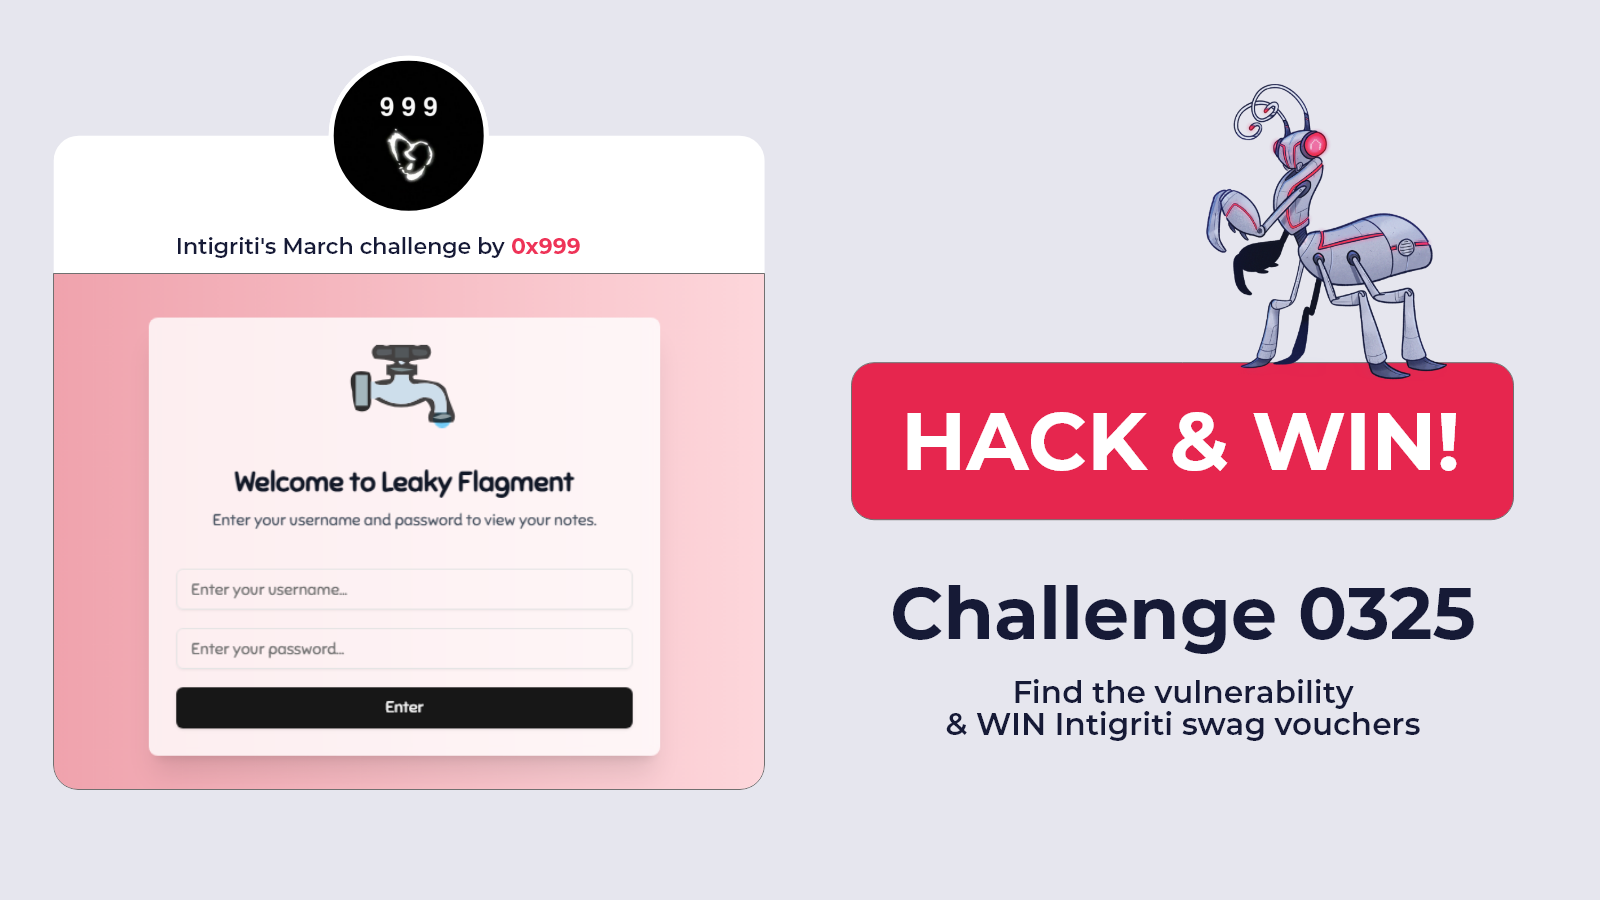 999
Intigriti's March challenge by 0x999
Welcome to Leaky Flagment
Enter your username and password to view your notes.
Enter your username...
Enter your password...
Enter
HACK & WIN!
Challenge 0325
Find the vulnerability
& WIN Intigriti swag vouchers